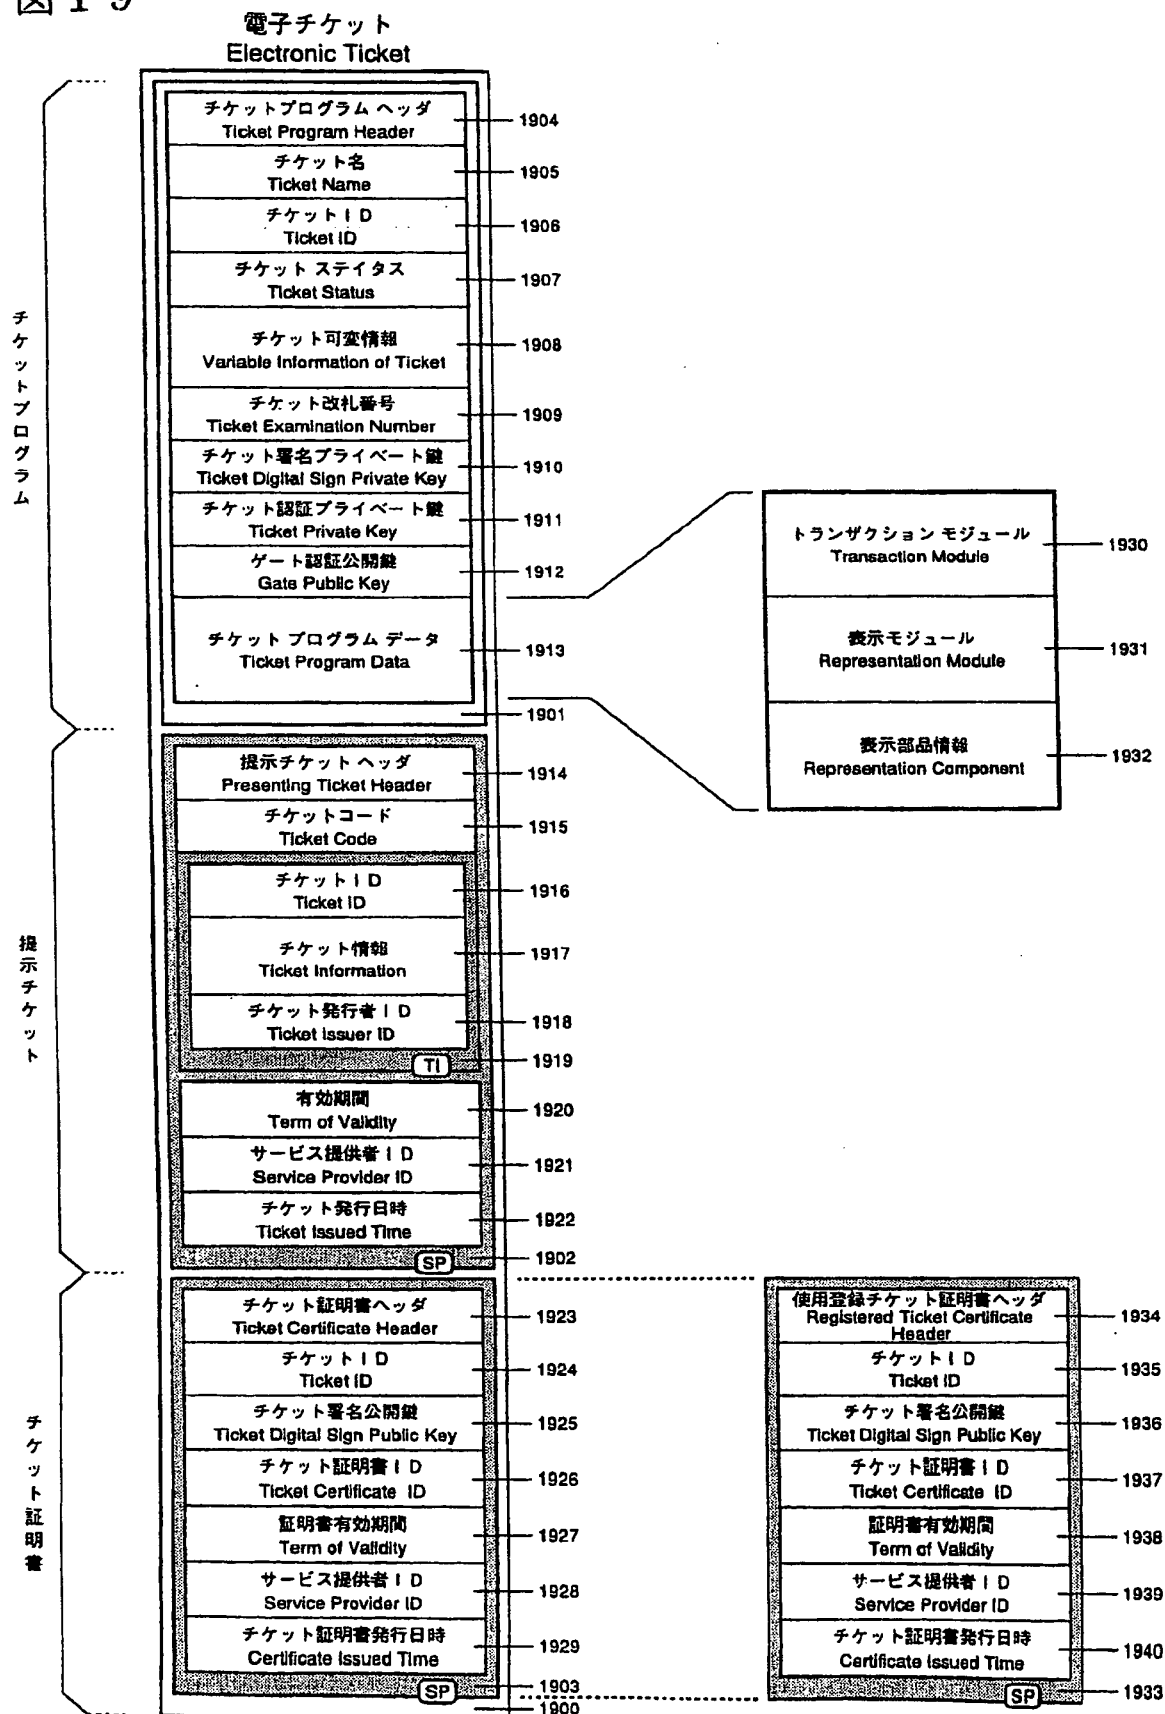 図19
電子チケット
Electronic Ticket
チケットプログラム
チケットプログラム ヘッダ
Ticket Program Header
1904
チケット名
Ticket Name
1905
チケットID
Ticket ID
1906
チケット ステイタス
Ticket Status
1907
チケット可変情報
Variable Information of Ticket
1908
チケット改札番号
Ticket Examination Number
1909
チケット署名プライベート鍵
Ticket Digital Sign Private Key
1910
チケット認証プライベート鍵
Ticket Private Key
1911
ゲート認証公開鍵
Gate Public Key
1912
チケット プログラム データ
Ticket Program Data
1913
1901
トランザクション モジュール
Transaction Module
1930
表示モジュール
Representation Module
1931
表示部品情報
Representation Component
1932
提示チケット
提示チケット ヘッダ
Presenting Ticket Header
1914
チケットコード
Ticket Code
1915
チケットID
Ticket ID
1916
チケット情報
Ticket Information
1917
チケット発行者ID
Ticket Issuer ID
1918
TI
1919
有効期間
Term of Validity
1920
サービス提供者ID
Service Provider ID
1921
チケット発行日時
Ticket Issued Time
1922
SP
1902
チケット証明書
チケット証明書ヘッダ
Ticket Certificate Header
1923
チケットID
Ticket ID
1924
チケット署名公開鍵
Ticket Digital Sign Public Key
1925
チケット証明書ID
Ticket Certificate ID
1926
証明書有効期間
Term of Validity
1927
サービス提供者ID
Service Provider ID
1928
チケット証明書発行日時
Certificate Issued Time
1929
SP
1903
1900
使用登録チケット証明書ヘッダ
Registered Ticket Certificate
Header
1934
チケットID
Ticket ID
1935
チケット署名公開鍵
Ticket Digital Sign Public Key
1936
チケット証明書ID
Ticket Certificate ID
1937
証明書有効期間
Term of Validity
1938
サービス提供者ID
Service Provider ID
1939
チケット証明書発行日時
Certificate Issued Time
1940
SP
1933